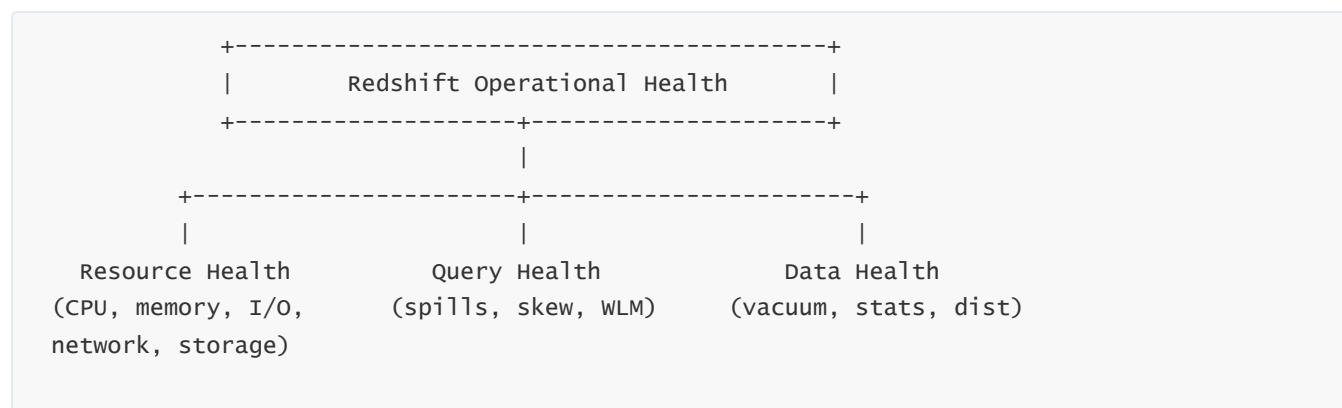 +------------------------------------------+
| Redshift Operational Health |
+--------------------+---------------------+
|
+-----------------------+-----------------------+
| | |
Resource Health Query Health Data Health
(CPU, memory, I/O, (spills, skew, WLM) (vacuum, stats, dist)
network, storage)